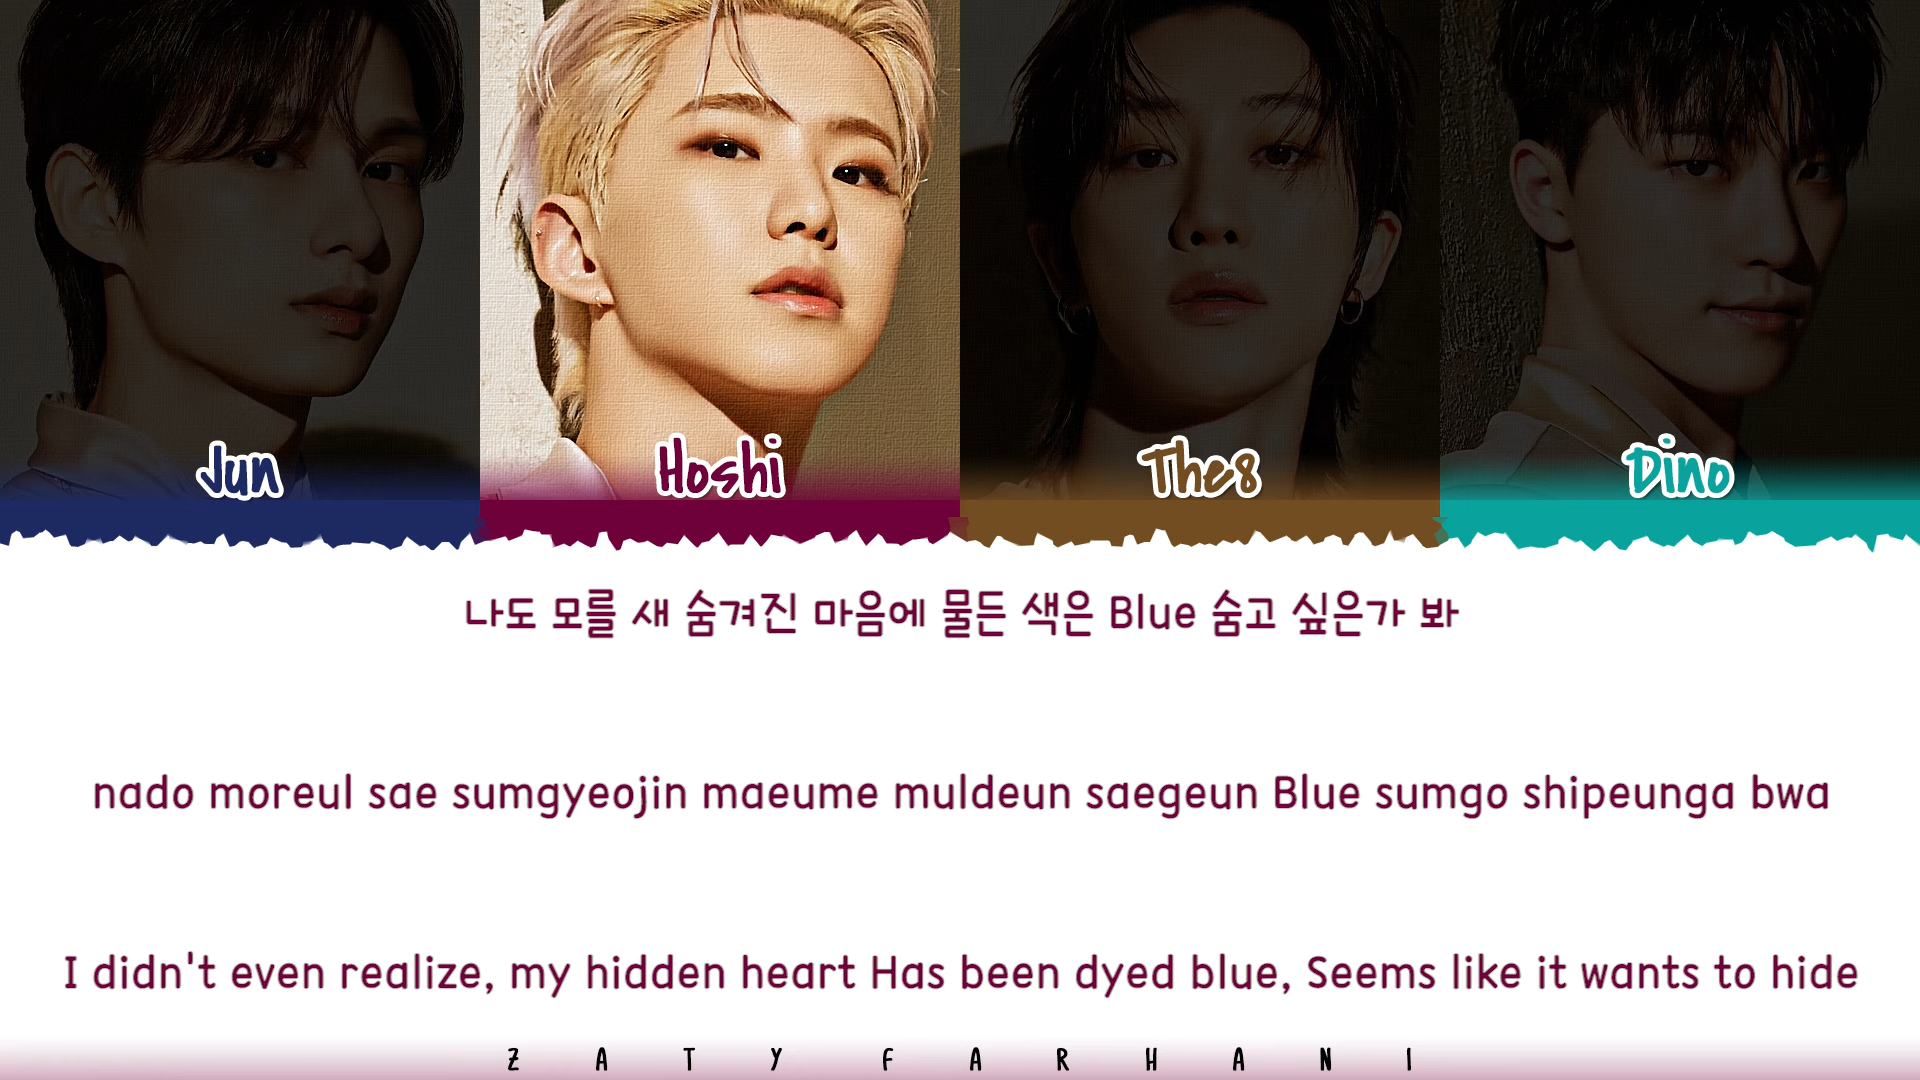 Jun Hoshi The8 Dino
나도 모를 새 숨겨진 마음에 물든 색은 Blue 숨고 싶은가 봐
nado moreul sae sumgyeojin maeume muldeun saegeun Blue sumgo shipeunga bwa
I didn't even realize, my hidden heart Has been dyed blue, Seems like it wants to hide
ZATY FARHANI